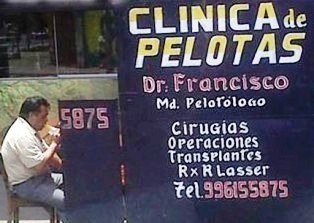 CLINICA de
PELOTAS
Dr. Francisco
Md. Pelotólogo
5875
Cirugias
Operaciones
Transplantes
R x R Lasser
Tel. 996155875